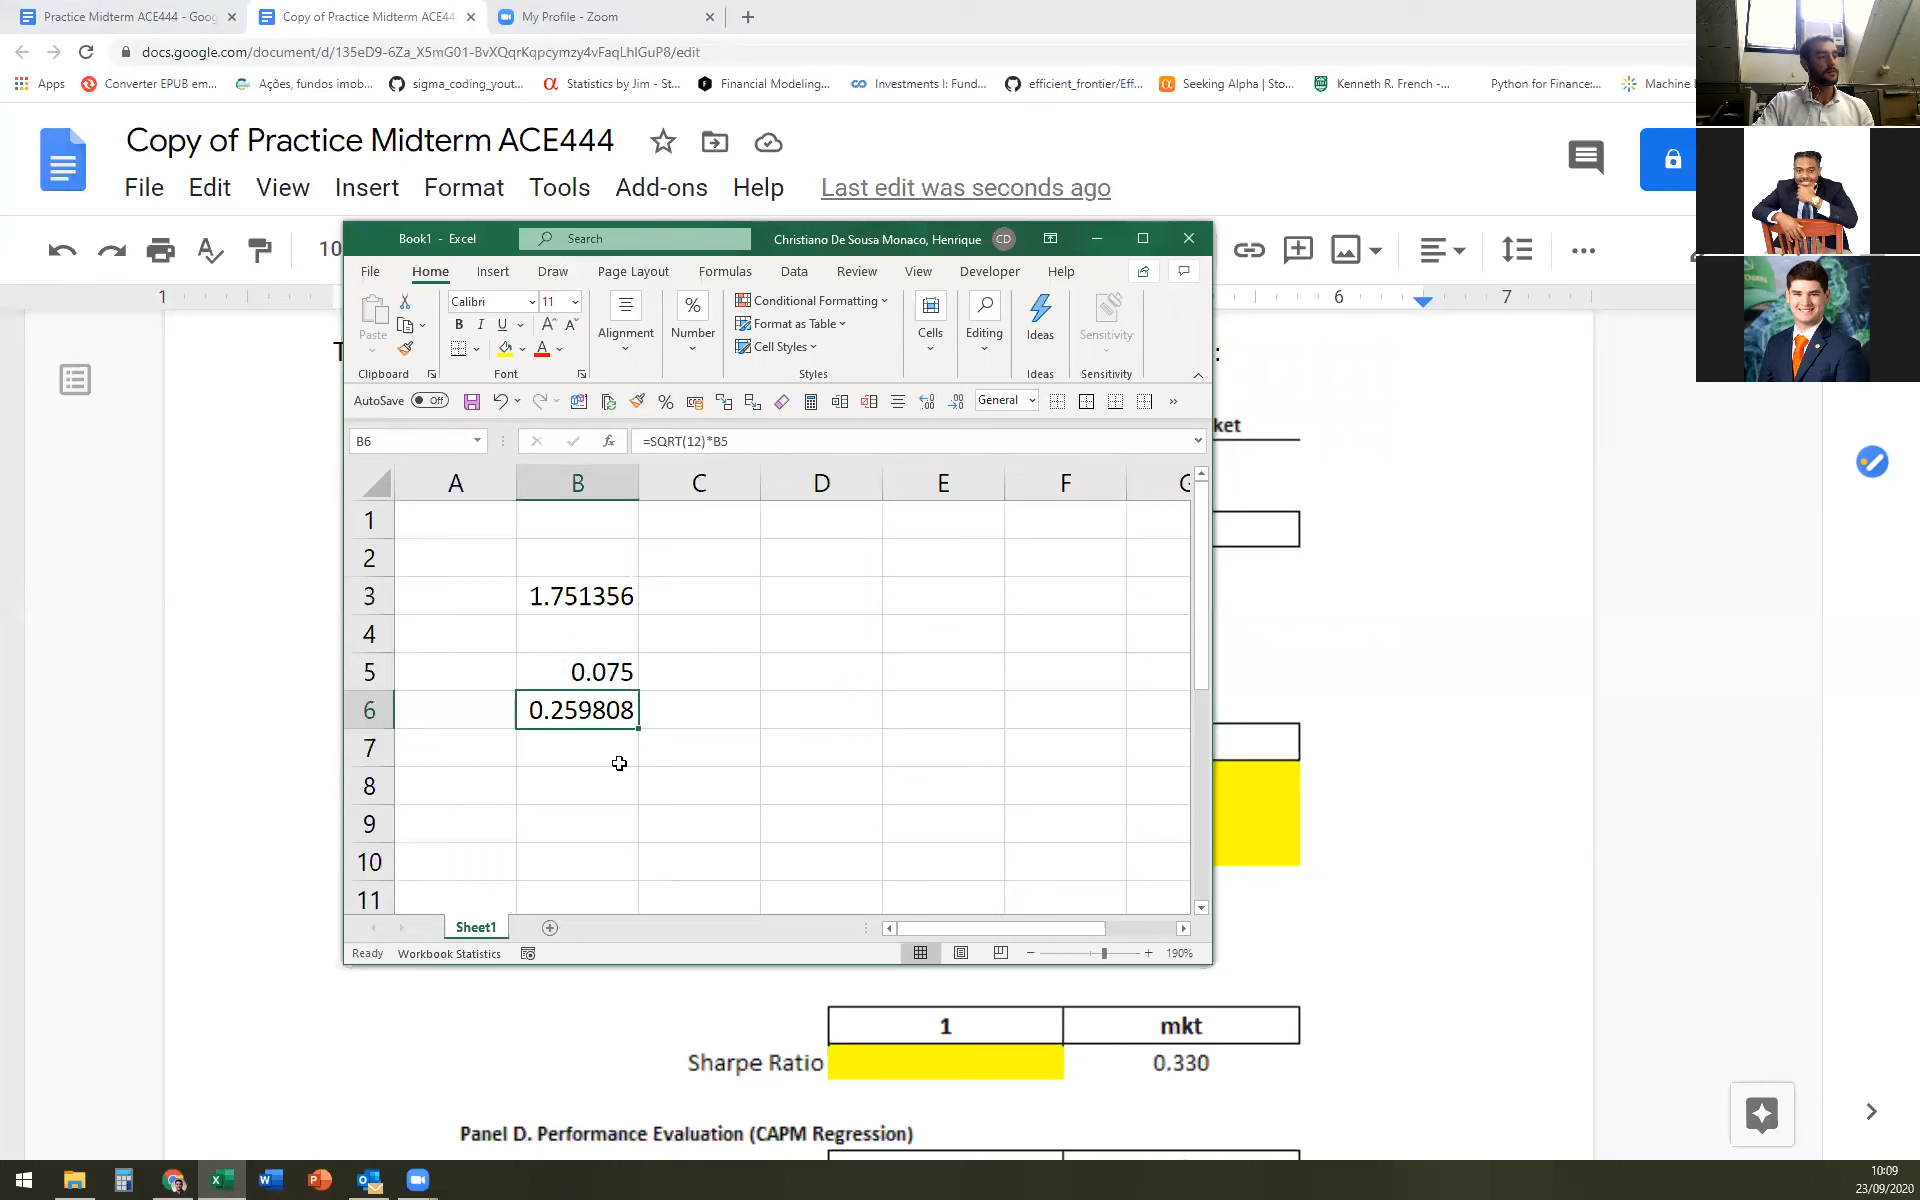 Practice Midterm ACE444 - Goog
Copy of Practice Midterm ACE44
My Profile - Zoom
docs.google.com/document/d/135eD9-6Za_X5mG01-BvXQqrKqpcymzy4vFaqLhlGuP8/edit
Apps
Converter EPUB em...
Ações, fundos imob...
sigma_coding_yout...
Statistics by Jim - St...
Financial Modeling...
Investments I: Fund...
efficient_frontier/Eff...
Seeking Alpha | Sto...
Kenneth R. French -...
Python for Finance:...
Machine
Copy of Practice Midterm ACE444
File Edit View Insert Format Tools Add-ons Help Last edit was seconds ago
10
1 6 7
Book1 - Excel
Search
Christiano De Sousa Monaco, Henrique CD
File Home Insert Draw Page Layout Formulas Data Review View Developer Help
Paste
Clipboard
Calibri 11
B I U
Font
Alignment
%
Number
Conditional Formatting
Format as Table
Cell Styles
Styles
Cells
Editing
Ideas
Ideas
Sensitivity
Sensitivity
AutoSave Off
General
B6
fx
=SQRT(12)*B5
A B C D E F G
1
2
3 1.751356
4
5 0.075
6 0.259808
7
8
9
10
11
Sheet1
Ready Workbook Statistics
190%
T
:
ket
1 mkt
Sharpe Ratio 0.330
Panel D. Performance Evaluation (CAPM Regression)
10:09
23/09/2020